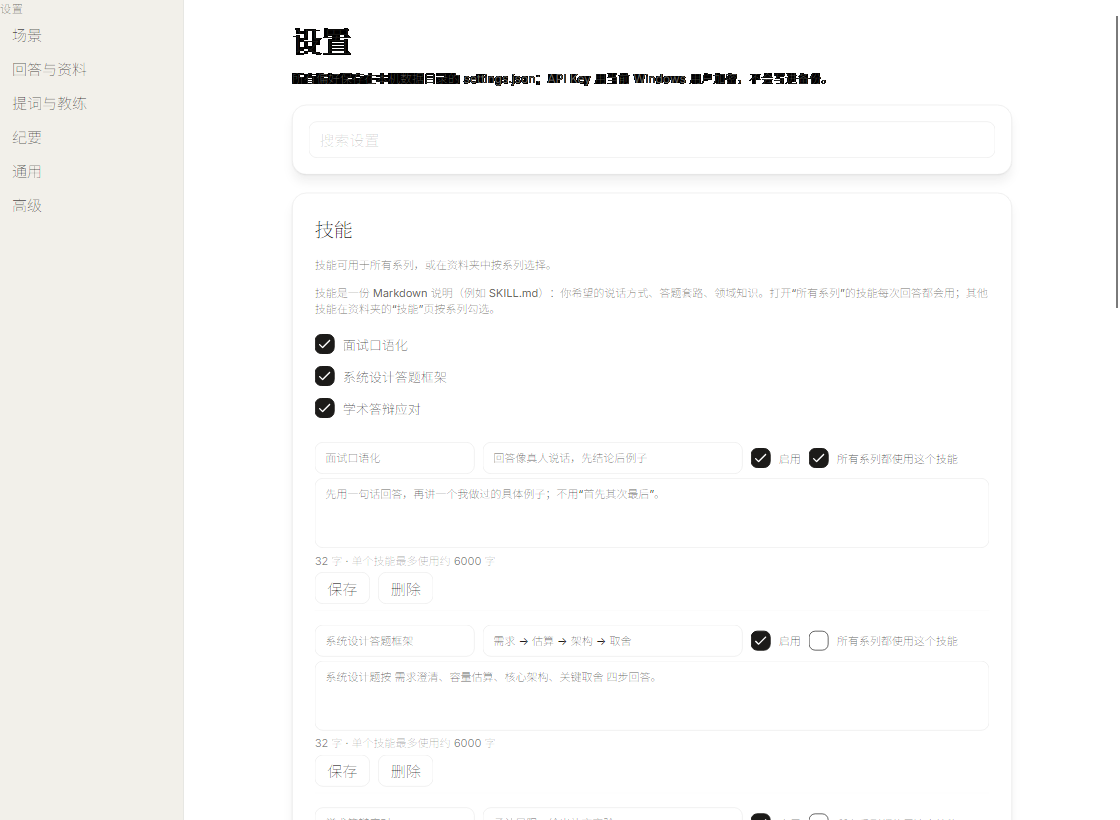 设置
场景
回答与资料
提词与教练
纪要
通用
高级
设置
settings.json；API Key Windows
搜索设置
技能
技能可用于所有系列，或在资料夹中按系列选择。
技能是一份 Markdown 说明（例如 SKILL.md）：你希望的说话方式、答题套路、领域知识。打开“所有系列”的技能每次回答都会用；其他
技能在资料夹的“技能”页按系列勾选。
面试口语化
系统设计答题框架
学术答辩应对
面试口语化 回答像真人说话，先结论后例子 启用 所有系列都使用这个技能
先用一句话回答，再讲一个我做过的具体例子；不用“首先其次最后”。
32 字 · 单个技能最多使用约 6000 字
保存 删除
系统设计答题框架 需求 → 估算 → 架构 → 取舍 启用 所有系列都使用这个技能
系统设计题按 需求澄清、容量估算、核心架构、关键取舍 四步回答。
32 字 · 单个技能最多使用约 6000 字
保存 删除